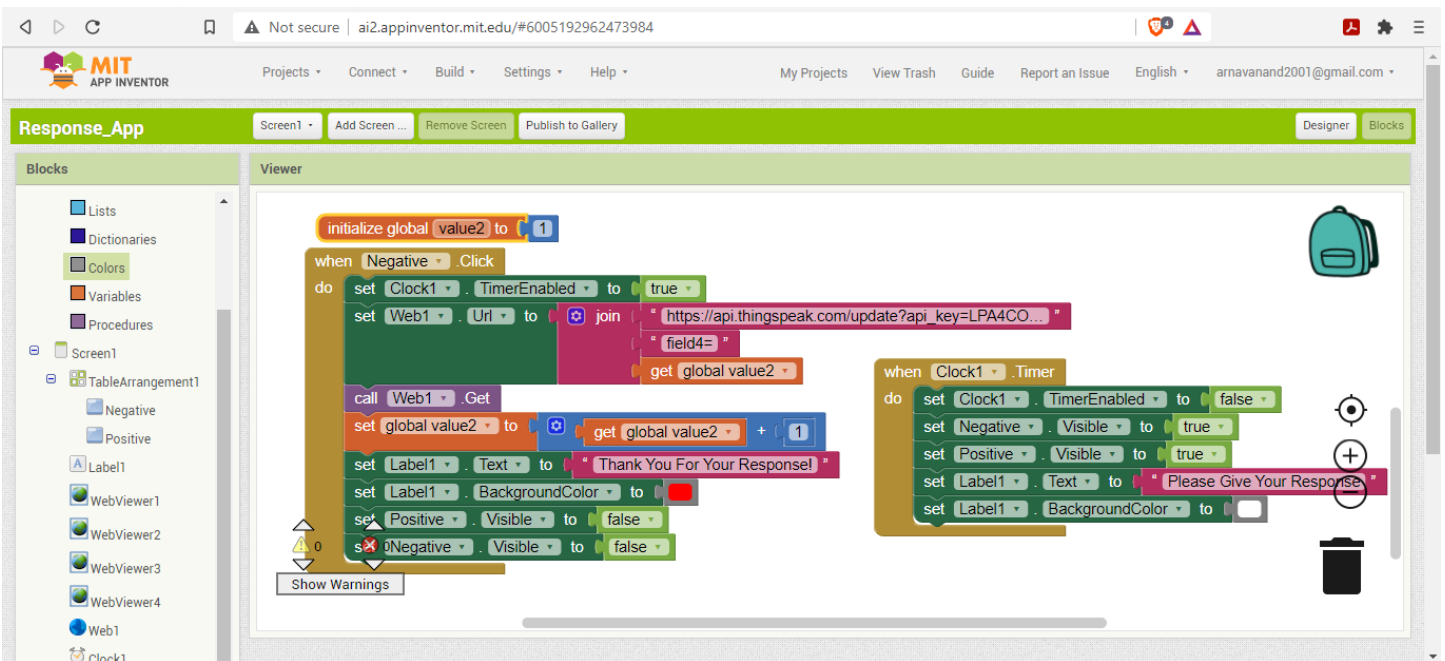 Not secure ai2.appinventor.mit.edu/#6005192962473984 4
MIT
APP INVENTOR
Projects Connect Build Settings Help My Projects View Trash Guide Report an Issue English arnavanand2001@gmail.com
Response_App Screen1 Add Screen ... Remove Screen Publish to Gallery Designer Blocks
Blocks
Lists
Dictionaries
Colors
Variables
Procedures
Screen1
TableArrangement1
Negative
Positive
Label1
WebViewer1
WebViewer2
WebViewer3
WebViewer4
Web1
Clock1
Viewer
initialize global value2 to 1
when Negative .Click
do set Clock1 . TimerEnabled to true
set Web1 . Url to join " https://api.thingspeak.com/update?api_key=LPA4CO... "
" field4= "
get global value2
call Web1 .Get
set global value2 to get global value2 + 1
set Label1 . Text to " Thank You For Your Response! "
set Label1 . BackgroundColor to
set Positive . Visible to false
set Negative . Visible to false
0 0
Show Warnings
when Clock1 .Timer
do set Clock1 . TimerEnabled to false
set Negative . Visible to true
set Positive . Visible to true
set Label1 . Text to " Please Give Your Response "
set Label1 . BackgroundColor to